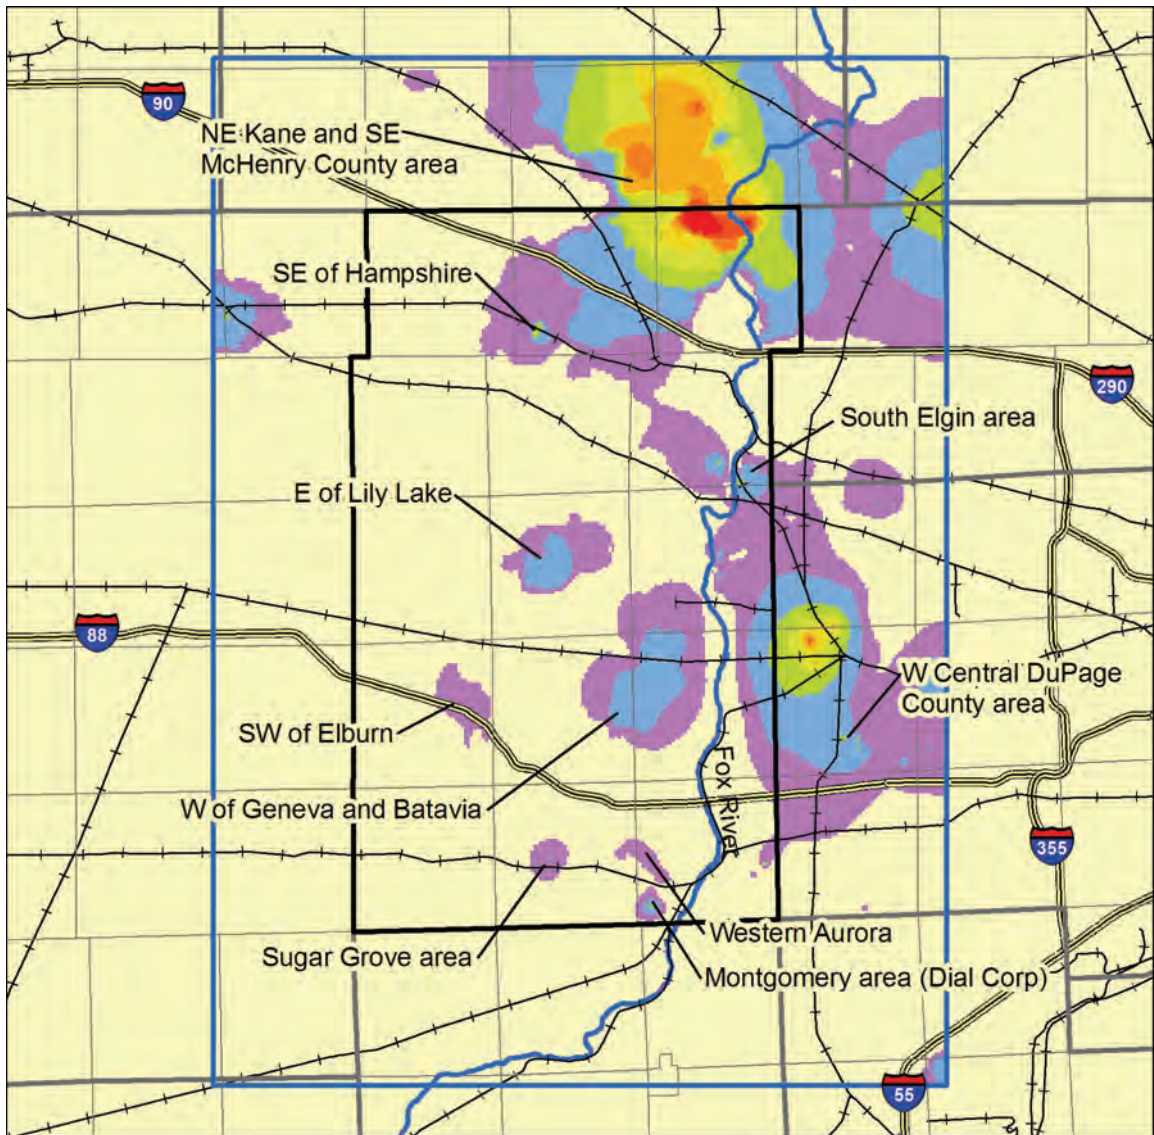 90
NE Kane and SE
McHenry County area
SE of Hampshire
290
South Elgin area
E of Lily Lake
88
W Central DuPage
County area
SW of Elburn
Fox River
W of Geneva and Batavia
355
Western Aurora
Sugar Grove area
Montgomery area (Dial Corp)
55